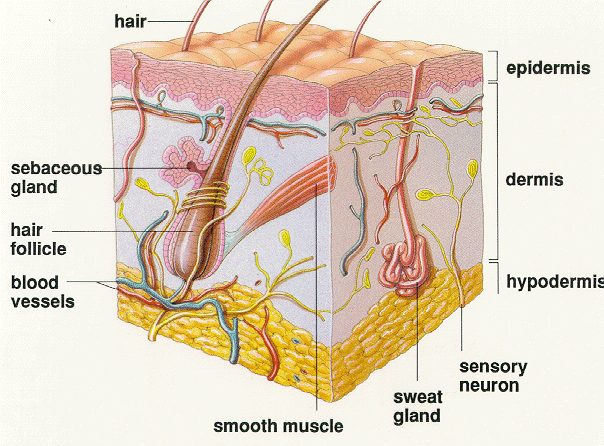 hair
epidermis
sebaceous
gland
dermis
hair
follicle
blood
vessels
hypodermis
sensory
neuron
sweat
gland
smooth muscle